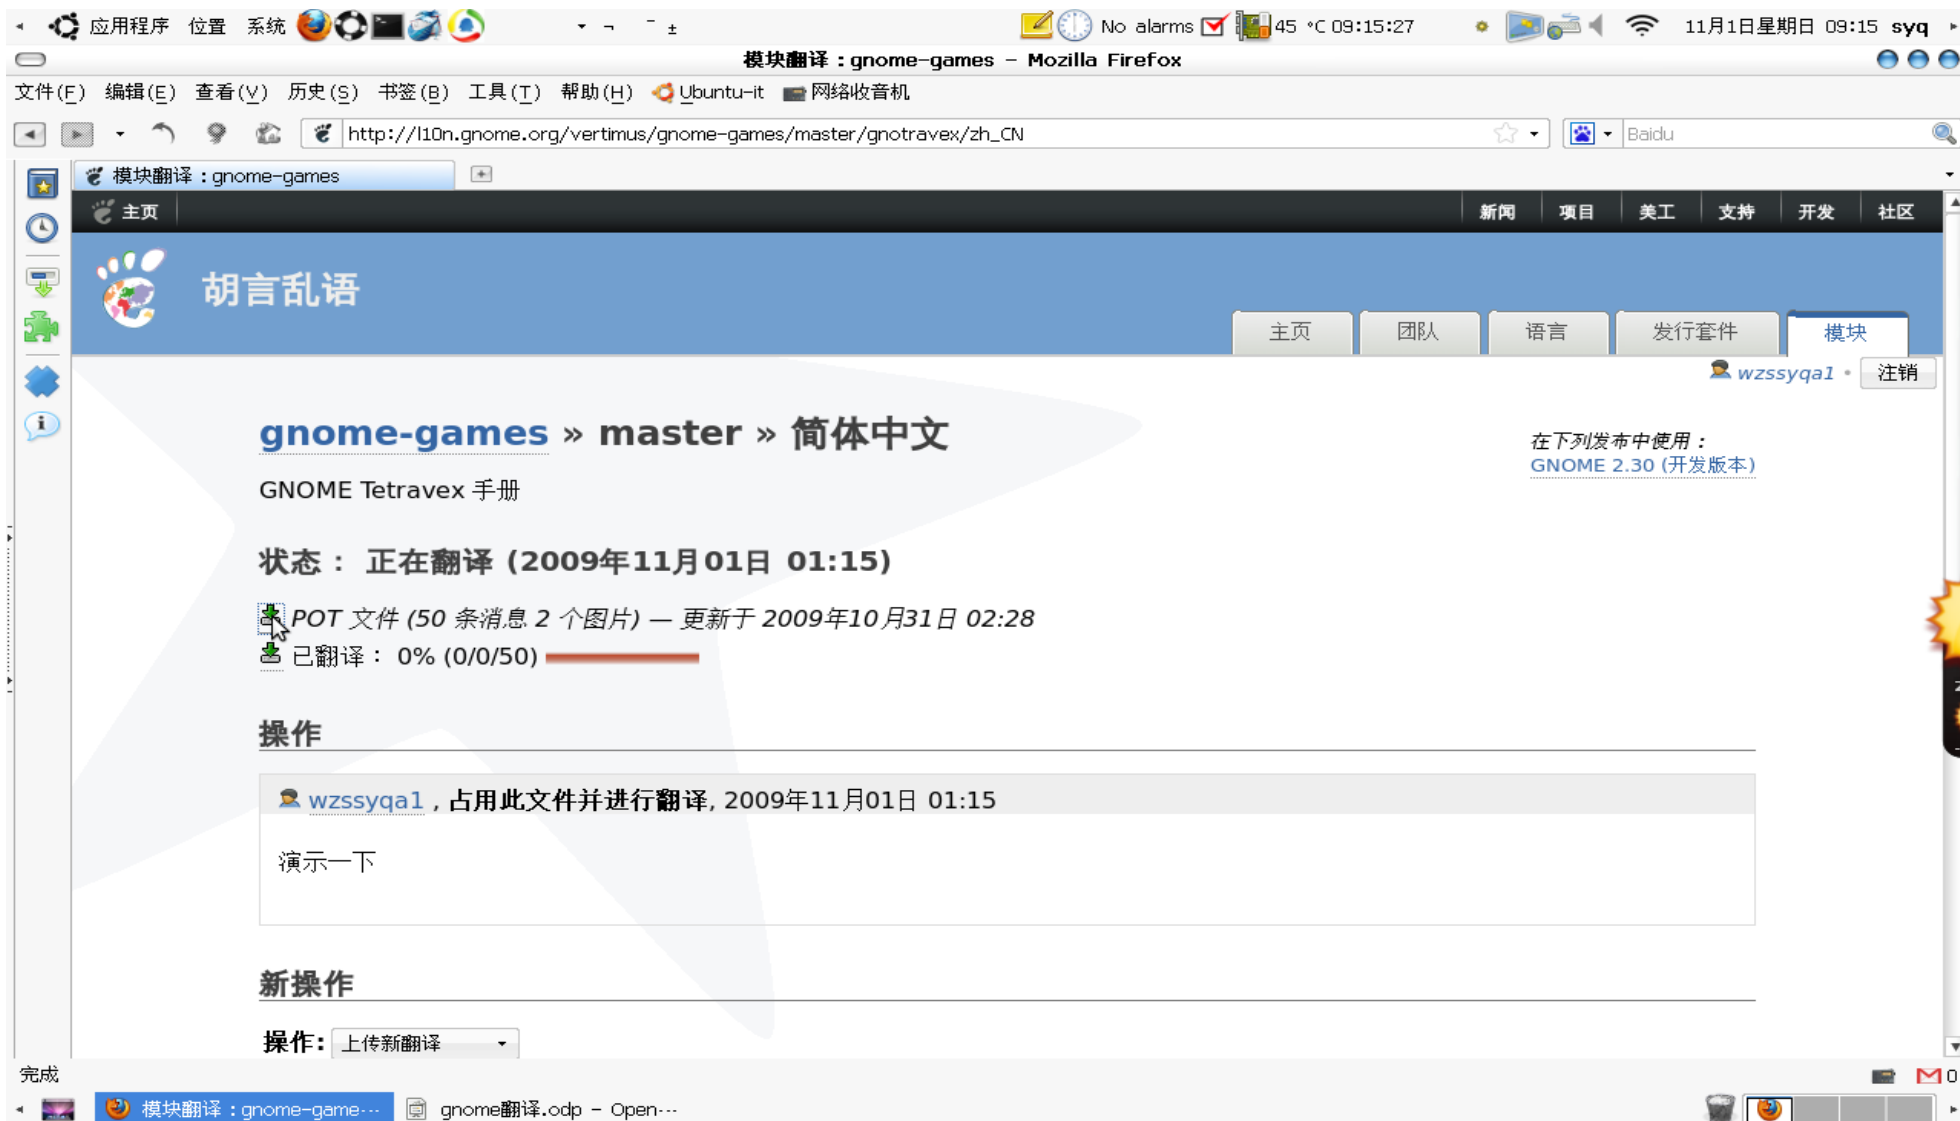 应用程序 位置 系统 No alarms 45 °C 09:15:27 11月1日星期日 09:15 syq
模块翻译：gnome-games – Mozilla Firefox
文件(F) 编辑(E) 查看(V) 历史(S) 书签(B) 工具(T) 帮助(H) Ubuntu-it 网络收音机
http://l10n.gnome.org/vertimus/gnome-games/master/gnotravex/zh_CN Baidu
模块翻译：gnome-games
主页 新闻 项目 美工 支持 开发 社区
胡言乱语
主页 团队 语言 发行套件 模块
wzssyqa1 • 注销
gnome-games » master » 简体中文
在下列发布中使用：
GNOME 2.30 (开发版本)
GNOME Tetravex 手册
状态： 正在翻译 (2009年11月01日 01:15)
POT 文件 (50 条消息 2 个图片) — 更新于 2009年10月31日 02:28
已翻译： 0% (0/0/50)
操作
wzssyqa1 , 占用此文件并进行翻译, 2009年11月01日 01:15
演示一下
新操作
操作: 上传新翻译
完成 0
模块翻译：gnome-game··· gnome翻译.odp – Open···